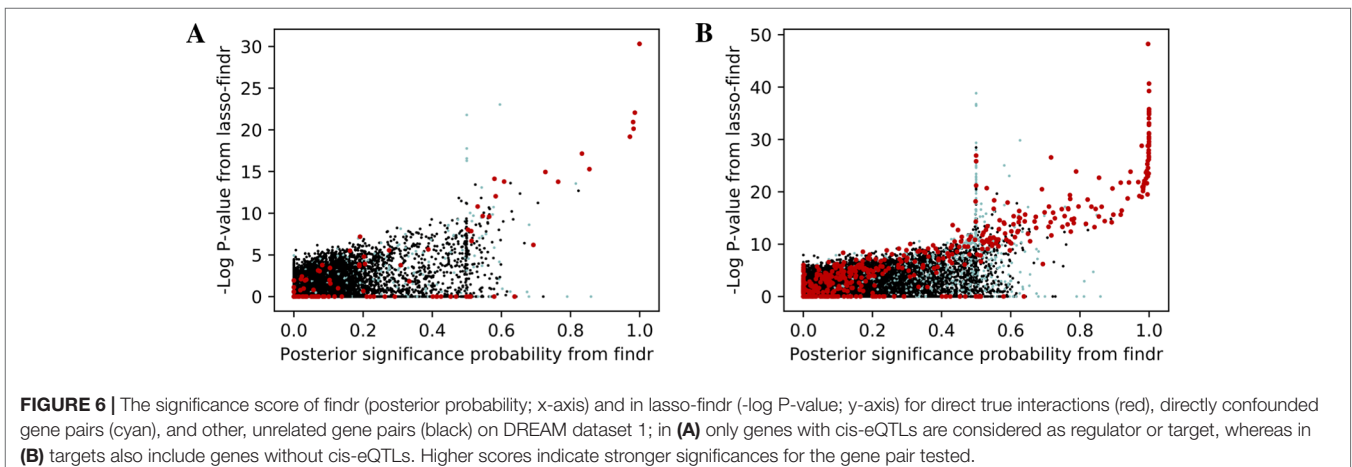 A
B
-Log P-value from lasso-findr
30
25
20
15
10
5
0
0.0 0.2 0.4 0.6 0.8 1.0
Posterior significance probability from findr
-Log P-value from lasso-findr
50
40
30
20
10
0
0.0 0.2 0.4 0.6 0.8 1.0
Posterior significance probability from findr
FIGURE 6 | The significance score of findr (posterior probability; x-axis) and in lasso-findr (-log P-value; y-axis) for direct true interactions (red), directly confounded
gene pairs (cyan), and other, unrelated gene pairs (black) on DREAM dataset 1; in (A) only genes with cis-eQTLs are considered as regulator or target, whereas in
(B) targets also include genes without cis-eQTLs. Higher scores indicate stronger significances for the gene pair tested.